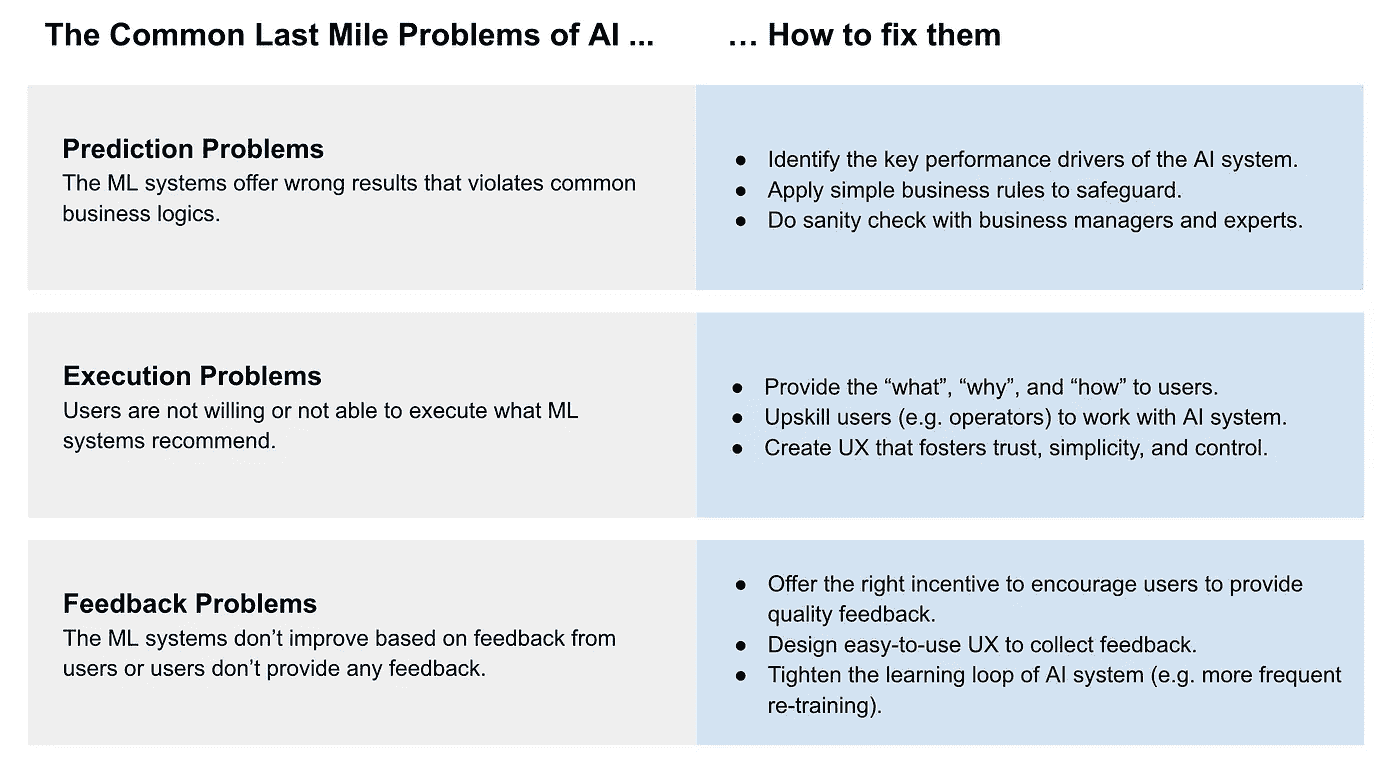 The Common Last Mile Problems of AI ...
... How to fix them
Prediction Problems
The ML systems offer wrong results that violates common
business logics.
● Identify the key performance drivers of the AI system.
● Apply simple business rules to safeguard.
● Do sanity check with business managers and experts.
Execution Problems
Users are not willing or not able to execute what ML
systems recommend.
● Provide the “what”, “why”, and “how” to users.
● Upskill users (e.g. operators) to work with AI system.
● Create UX that fosters trust, simplicity, and control.
Feedback Problems
The ML systems don’t improve based on feedback from
users or users don’t provide any feedback.
● Offer the right incentive to encourage users to provide
quality feedback.
● Design easy-to-use UX to collect feedback.
● Tighten the learning loop of AI system (e.g. more frequent
re-training).